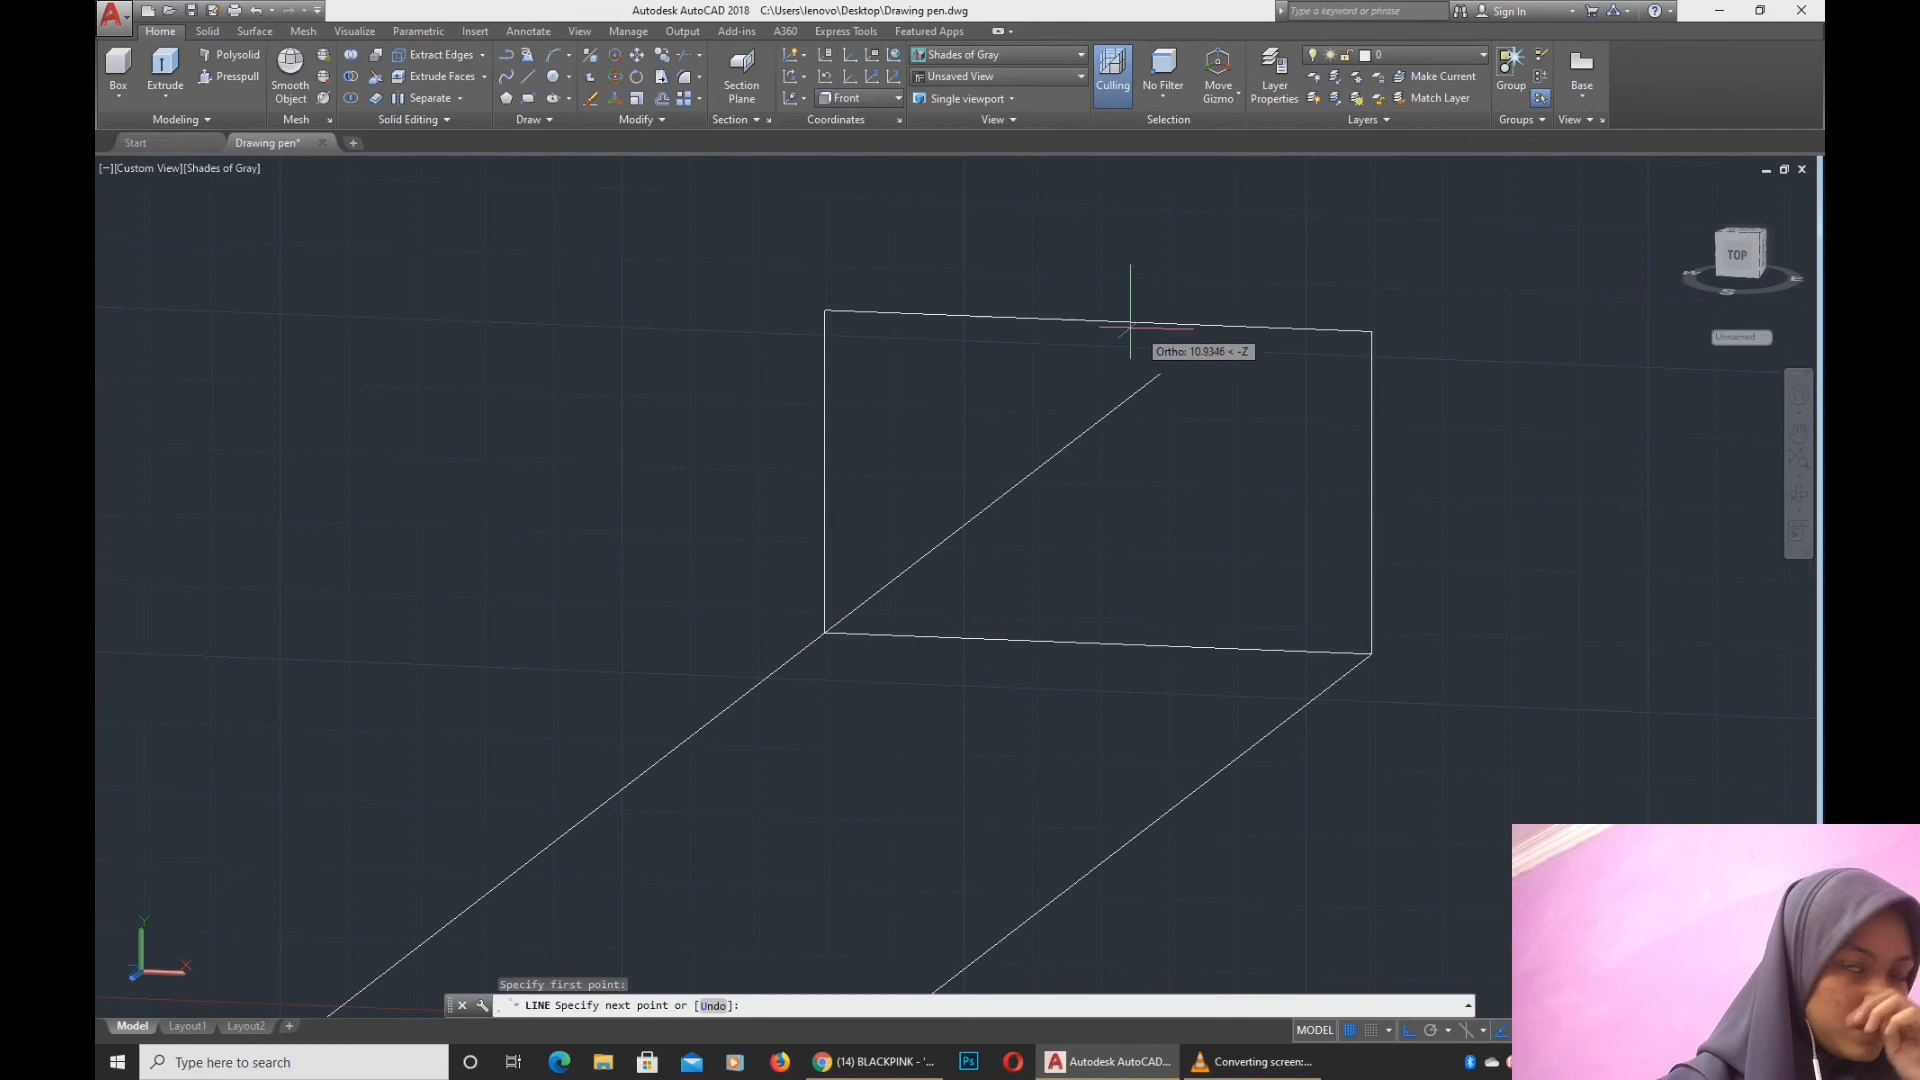 Autodesk AutoCAD 2018 C:\Users\lenovo\Desktop\Drawing pen.dwg
Type a keyword or phrase
Sign In
Home Solid Surface Mesh Visualize Parametric Insert Annotate View Manage Output Add-ins A360 Express Tools Featured Apps
Polysolid
Presspull
Box
Extrude
Smooth
Object
Extract Edges
Extrude Faces
Separate
Section
Plane
Front
Shades of Gray
Unsaved View
Single viewport
Culling
No Filter
Move
Gizmo
Layer
Properties
0
Make Current
Match Layer
Group
Base
Modeling
Mesh
Solid Editing
Draw
Modify
Section
Coordinates
View
Selection
Layers
Groups
View
Start
Drawing pen*
[−][Custom View][Shades of Gray]
TOP
W
E
S
Unnamed
Ortho: 10.9346 < -Z
Y
X
Specify first point:
LINE Specify next point or [Undo]:
Model Layout1 Layout2
MODEL
Type here to search
(14) BLACKPINK - '...
Ps
Autodesk AutoCAD...
Converting screen:...